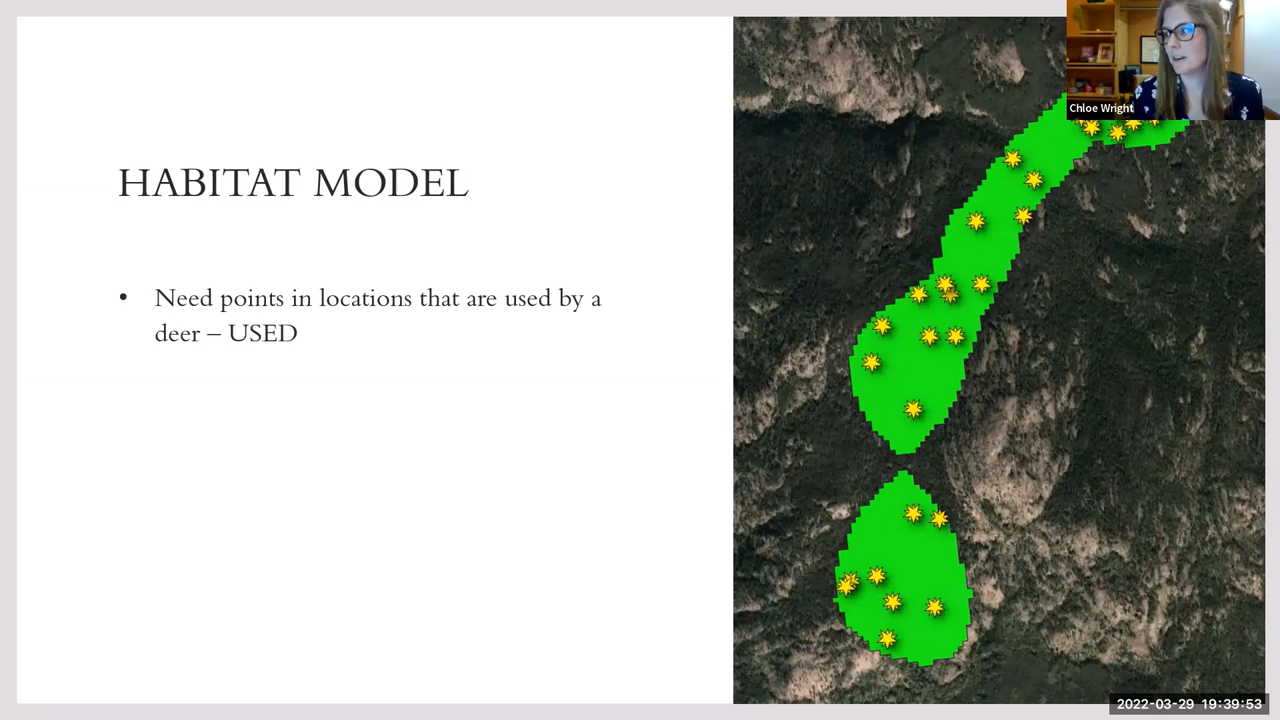 Chloe Wright
HABITAT MODEL
• Need points in locations that are used by a
deer – USED
2022-03-29 19:39:53